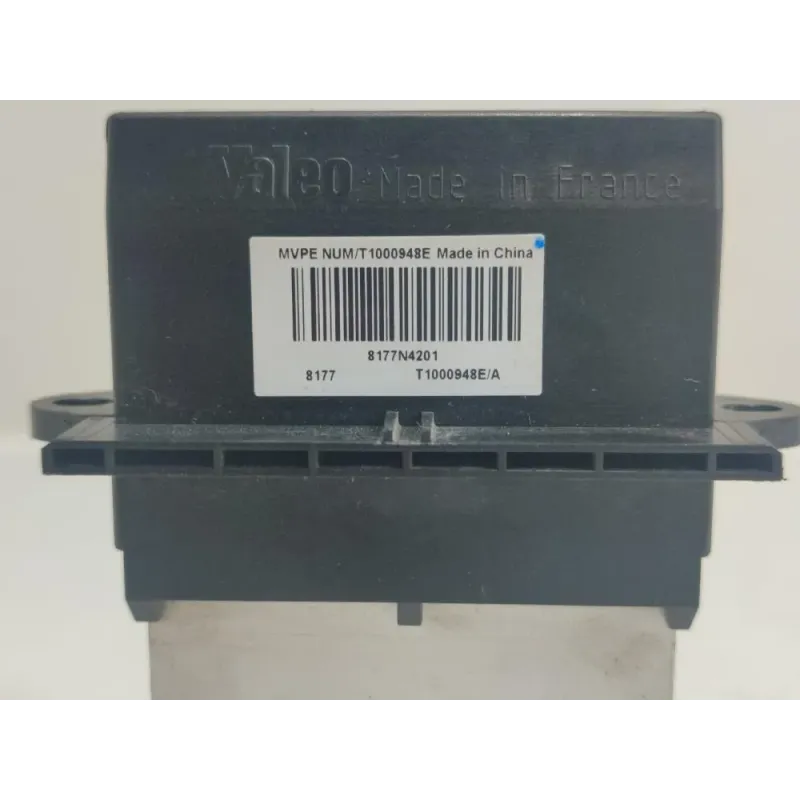 Valeo Made in France
MVPE NUM/T1000948E Made in China
8177N4201
8177 T1000948E/A